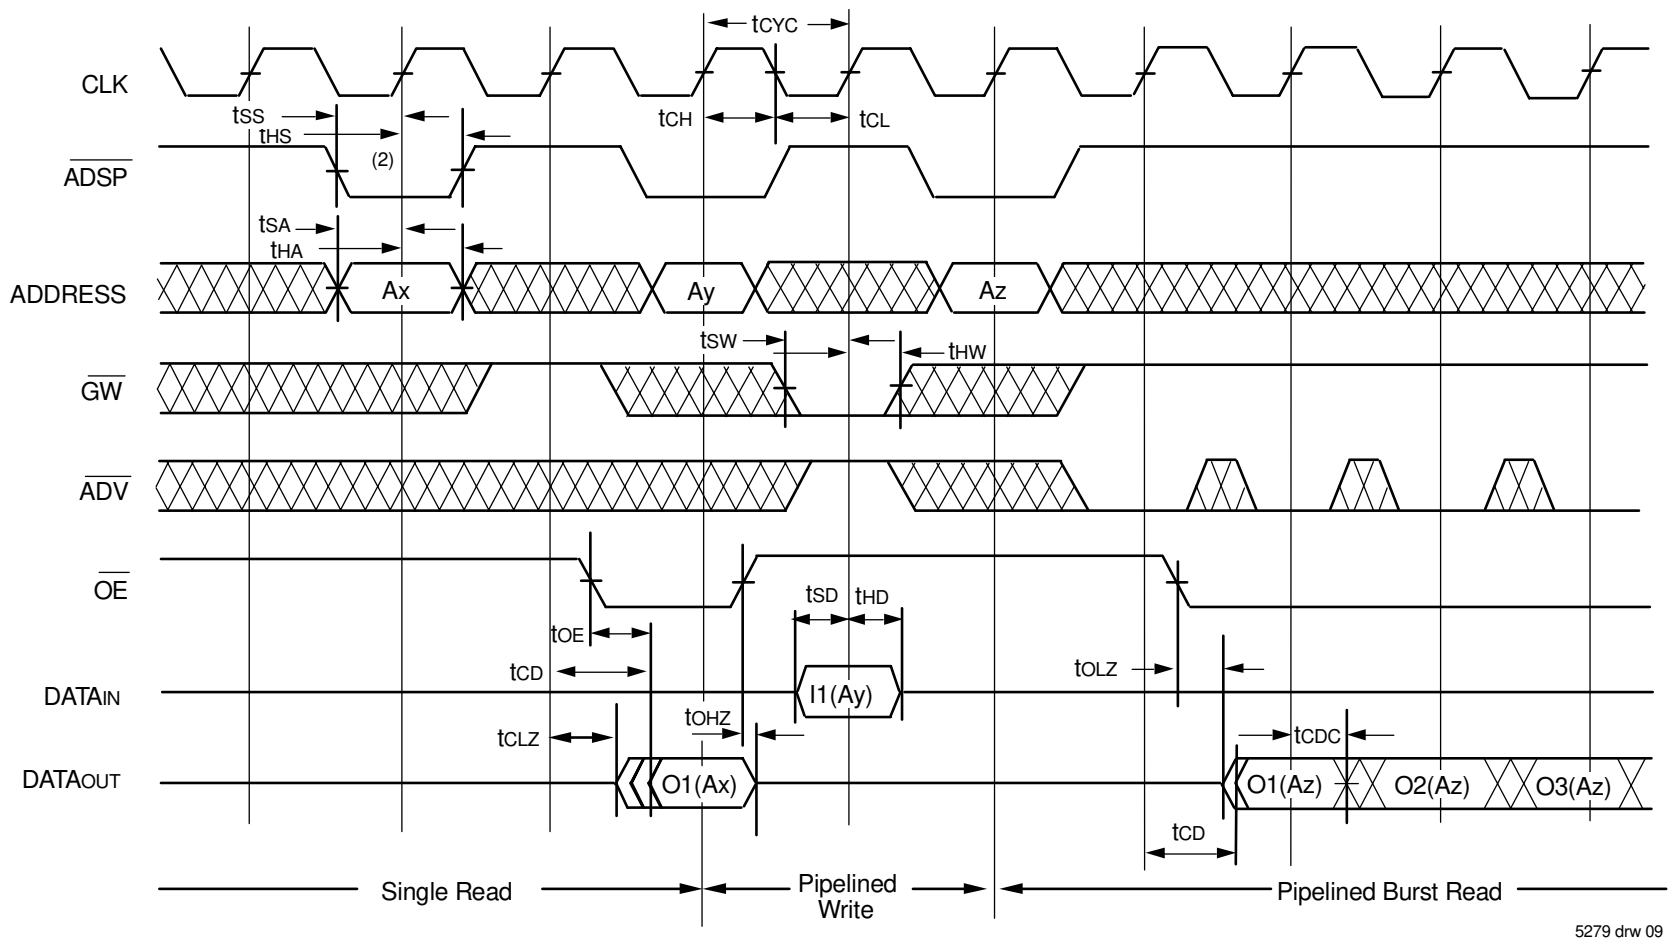 tCYC
CLK
tSS
tHS
tCH
tCL
(2)
ADSP
tSA
tHA
ADDRESS
Ax
Ay
Az
tSW
tHW
GW
ADV
OE
tSD
tHD
tOE
tCD
tOLZ
DATAIN
I1(Ay)
tOHZ
tCLZ
tCDC
DATAOUT
O1(Ax)
O1(Az)
O2(Az)
O3(Az)
tCD
Single Read
Pipelined
Write
Pipelined Burst Read
5279 drw 09